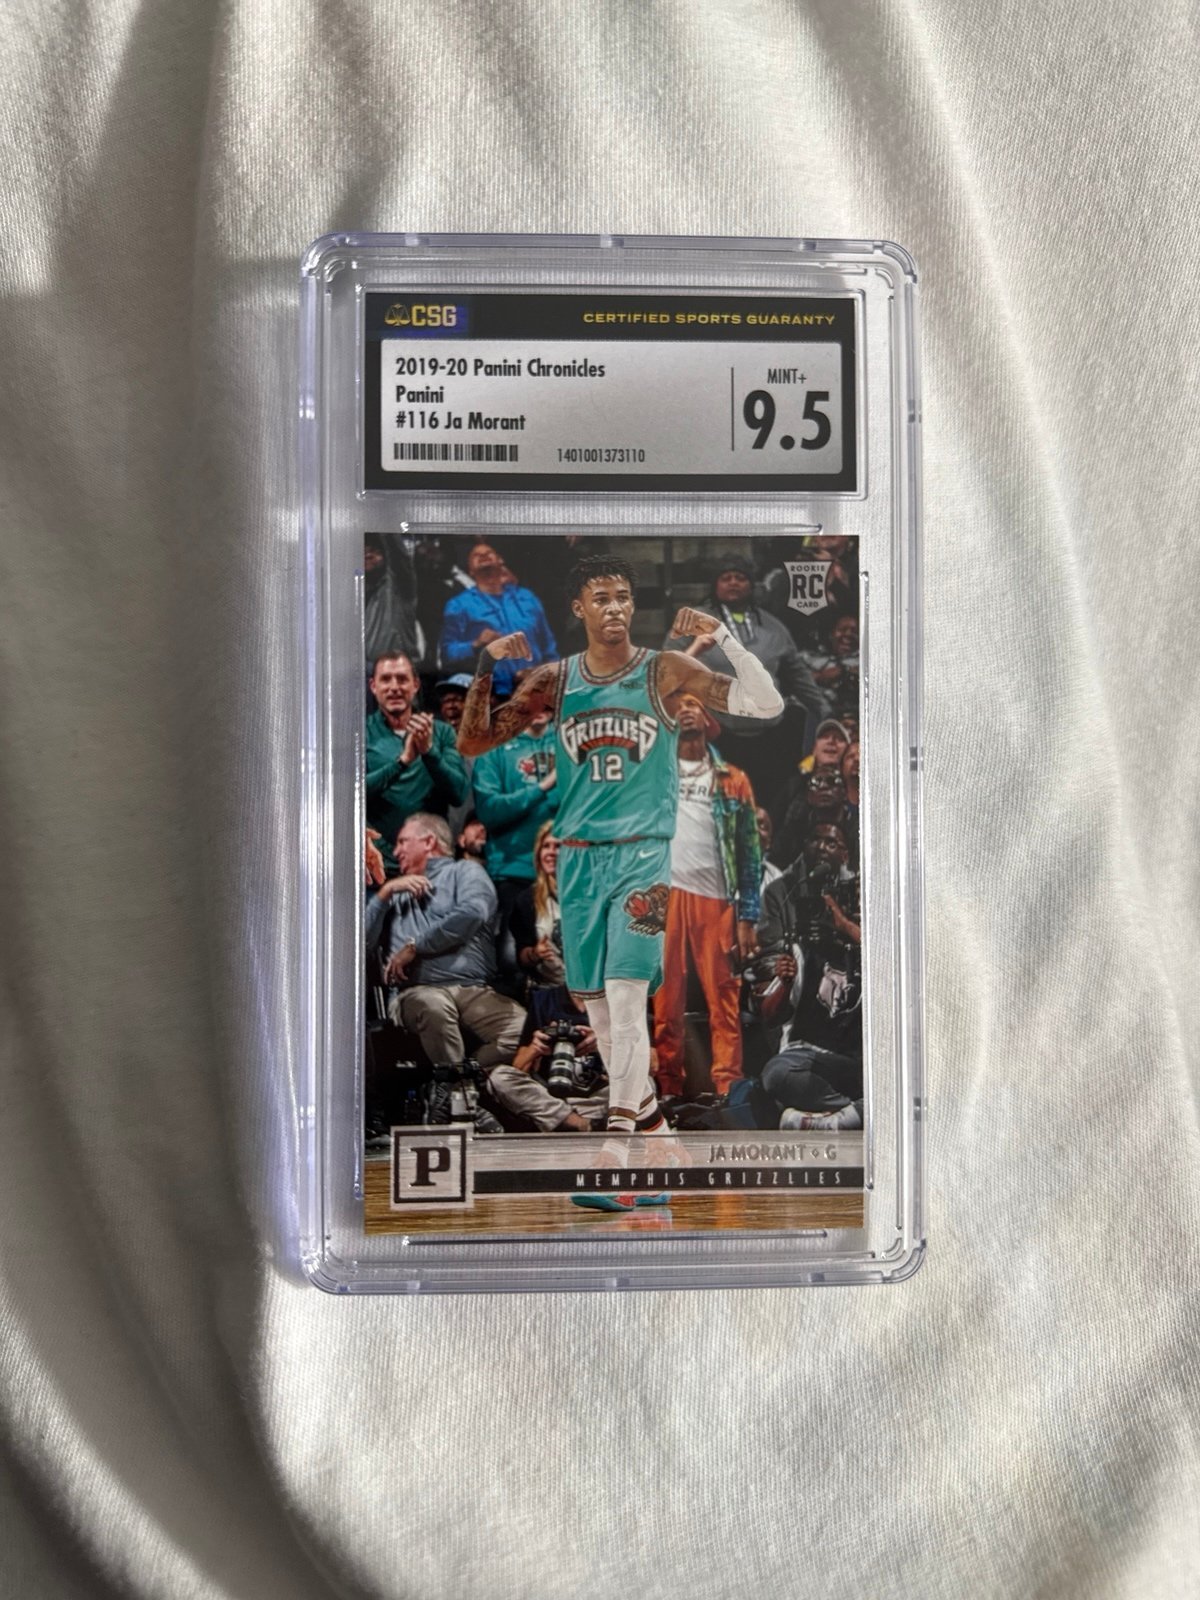 CSG
CERTIFIED SPORTS GUARANTY
2019-20 Panini Chronicles
Panini
#116 Ja Morant
MINT+
9.5
1401001373110
ROOKIE
RC
CARD
FedEx
GRIZZLIES
12
P
JA MORANT • G
MEMPHIS GRIZZLIES